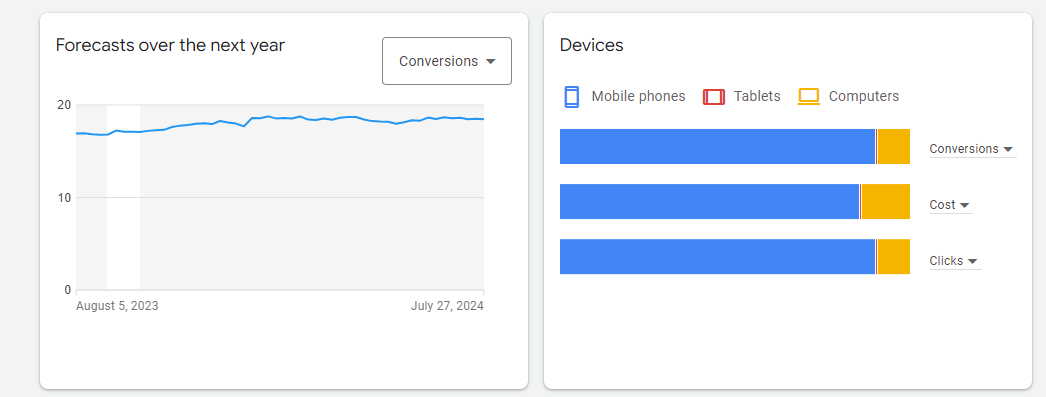 Forecasts over the next year
Conversions
20
10
0
August 5, 2023
July 27, 2024
Devices
Mobile phones
Tablets
Computers
Conversions
Cost
Clicks